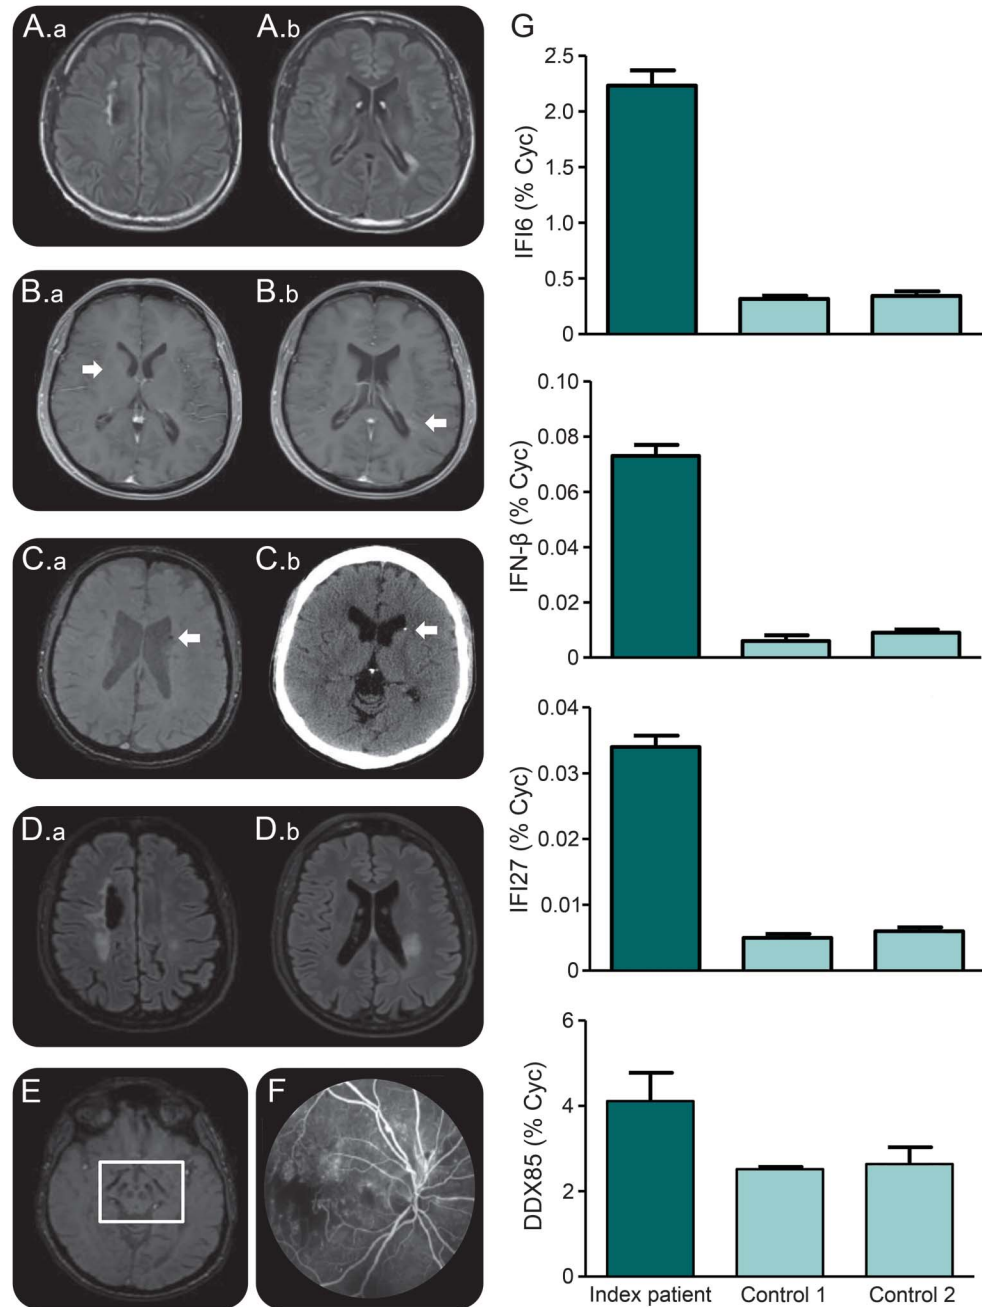 A.a
A.b
B.a
B.b
C.a
C.b
D.a
D.b
E
F
G
IFI6 (% Cyc)
2.5
2.0
1.5
1.0
0.5
0
IFN-β (% Cyc)
0.10
0.08
0.06
0.04
0.02
0
IFI27 (% Cyc)
0.04
0.03
0.02
0.01
0
DDX85 (% Cyc)
6
4
2
0
Index patient
Control 1
Control 2